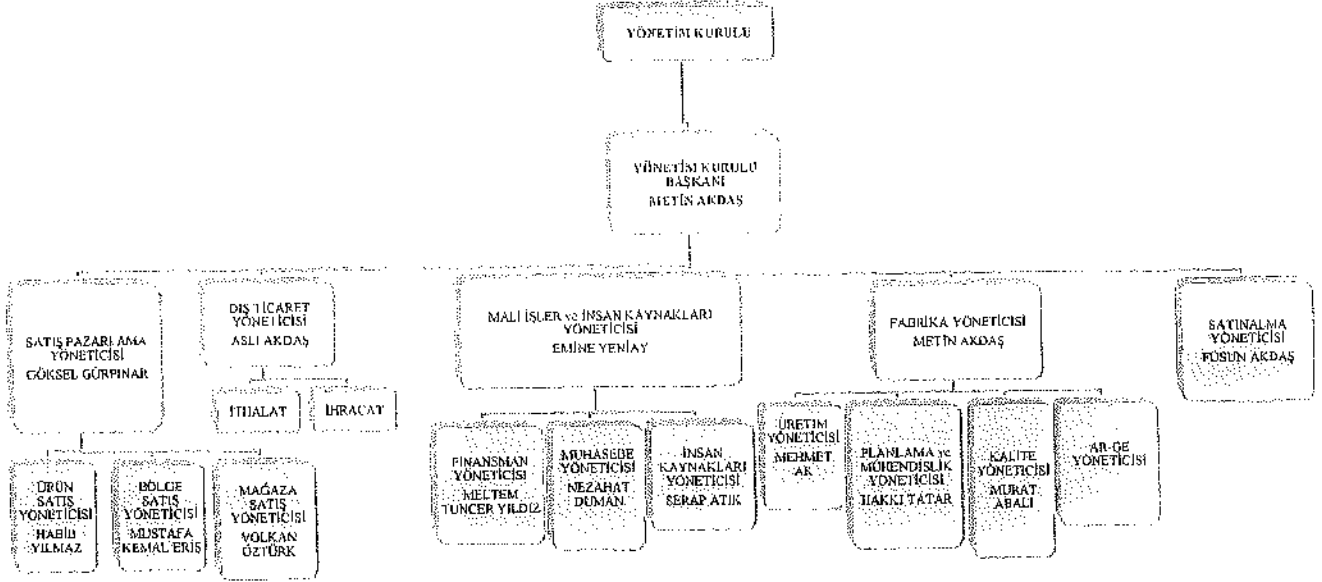 YÖNETİM KURULU
YÖNETİM KURULU
BAŞKANI
METİN AKDAŞ
SATIŞ PAZARLAMA
YÖNETİCİSİ
GÖKSEL GÜRPINAR
DIŞ TİCARET
YÖNETİCİSİ
ASLI AKDAŞ
MALİ İŞLER ve İNSAN KAYNAKLARI
YÖNETİCİSİ
EMİNE YENİAY
FABRİKA YÖNETİCİSİ
METİN AKDAŞ
SATINALMA
YÖNETİCİSİ
FÜSUN AKDAŞ
İTHALAT
İHRACAT
ÜRÜN
SATIŞ
YÖNETİCİSİ
HABİB
YILMAZ
BÖLGE
SATIŞ
YÖNETİCİSİ
MUSTAFA
KEMAL ERİŞ
MAĞAZA
SATIŞ
YÖNETİCİSİ
VOLKAN
ÖZTÜRK
FİNANSMAN
YÖNETİCİSİ
MELTEM
TUNCER YILDIZ
MUHASEBE
YÖNETİCİSİ
NEZAHAT
DUMAN
İNSAN
KAYNAKLARI
YÖNETİCİSİ
SERAP ATIK
ÜRETİM
YÖNETİCİSİ
MEHMET
AK
PLANLAMA ve
MÜHENDİSLİK
YÖNETİCİSİ
HAKKI TATAR
KALİTE
YÖNETİCİSİ
MURAT
ABALI
AR-GE
YÖNETİCİSİ